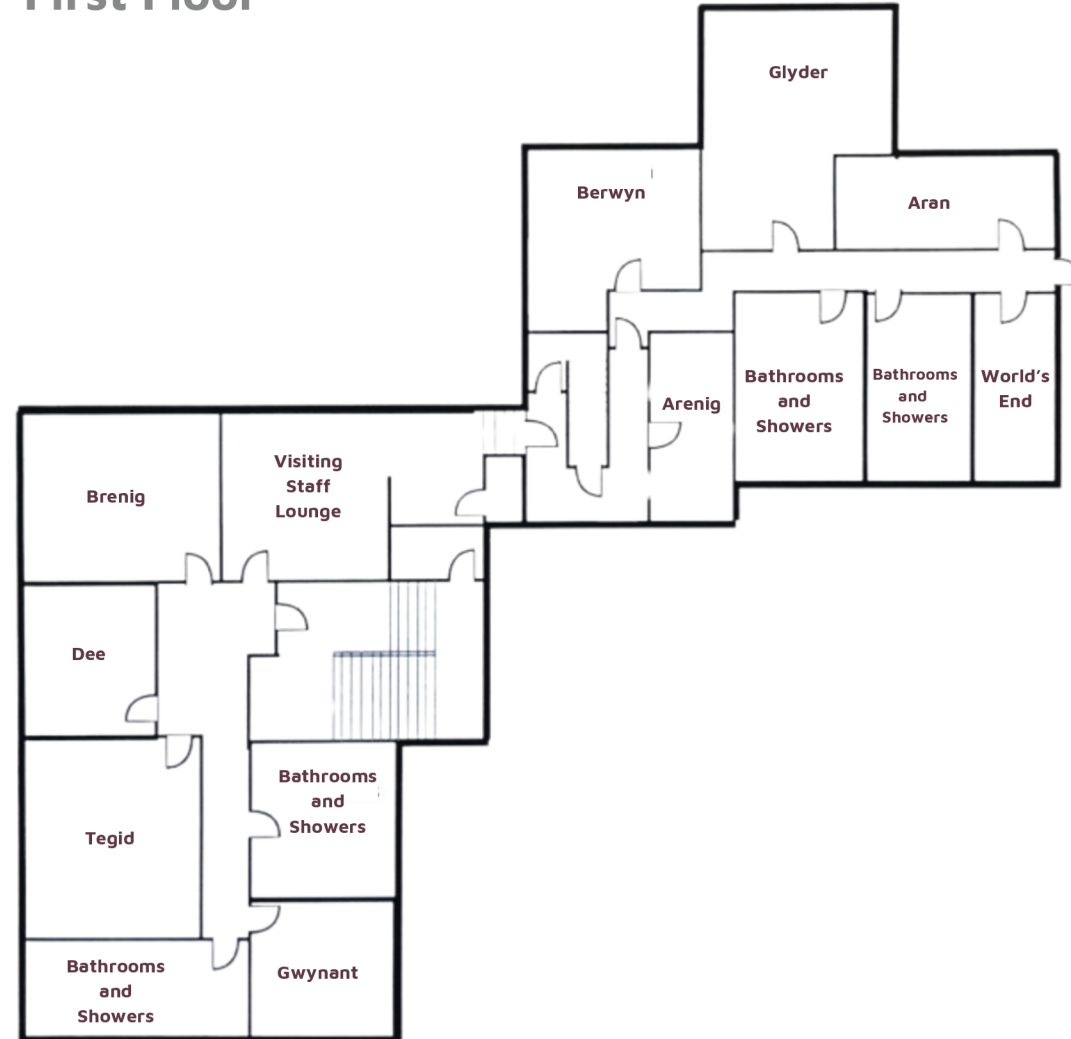 First Floor
Glyder
Berwyn
Aran
Bathrooms
and
Showers
Bathrooms
and
Showers
World's
End
Arenig
Visiting
Staff
Lounge
Brenig
Dee
Bathrooms
and
Showers
Tegid
Bathrooms
and
Showers
Gwynant